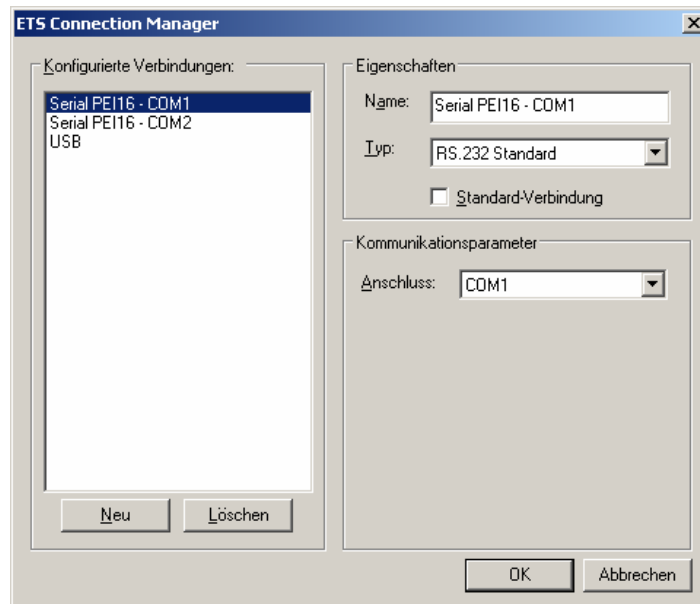 ETS Connection Manager
Konfigurierte Verbindungen:
Serial PEI16 - COM1
Serial PEI16 - COM2
USB
Neu
Löschen
Eigenschaften
Name:
Serial PEI16 - COM1
Typ:
RS.232 Standard
Standard-Verbindung
Kommunikationsparameter
Anschluss:
COM1
OK
Abbrechen